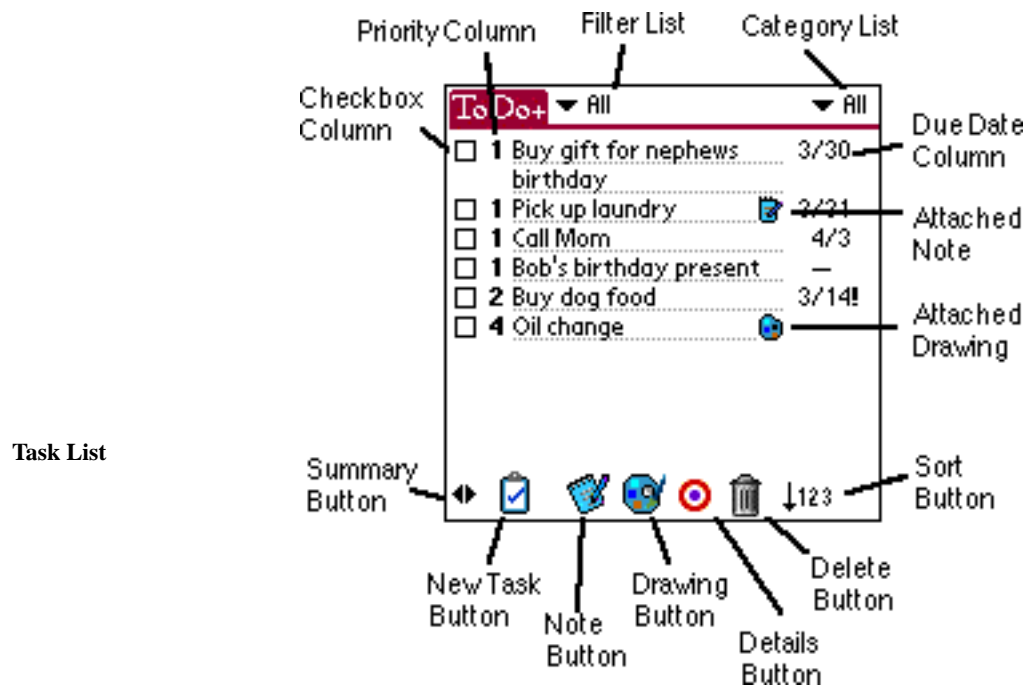 Filter List
Category List
Priority Column
Checkbox
Column
ToDo+
All
All
Due Date
Column
1 Buy gift for nephews 3/30
birthday
1 Pick up laundry 3/31
Attached
Note
1 Call Mom 4/3
1 Bob's birthday present –
2 Buy dog food 3/14!
4 Oil change
Attached
Drawing
Task List
Summary
Button
123
Sort
Button
New Task
Button
Note
Button
Drawing
Button
Details
Button
Delete
Button